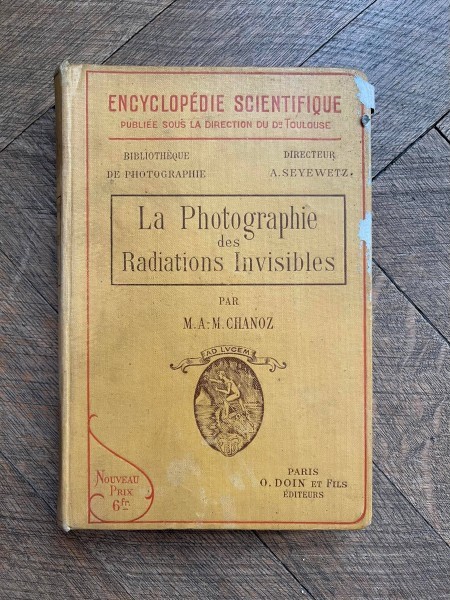 ENCYCLOPÉDIE SCIENTIFIQUE
PUBLIÉE SOUS LA DIRECTION DU Dr TOULOUSE
BIBLIOTHÈQUE
DE PHOTOGRAPHIE
DIRECTEUR
A. SEYEWETZ
La Photographie
des
Radiations Invisibles
PAR
M. A.-M. CHANOZ
AD LVCEM
NOUVEAU
PRIX
6fr.
PARIS
O. DOIN ET FILS
ÉDITEURS